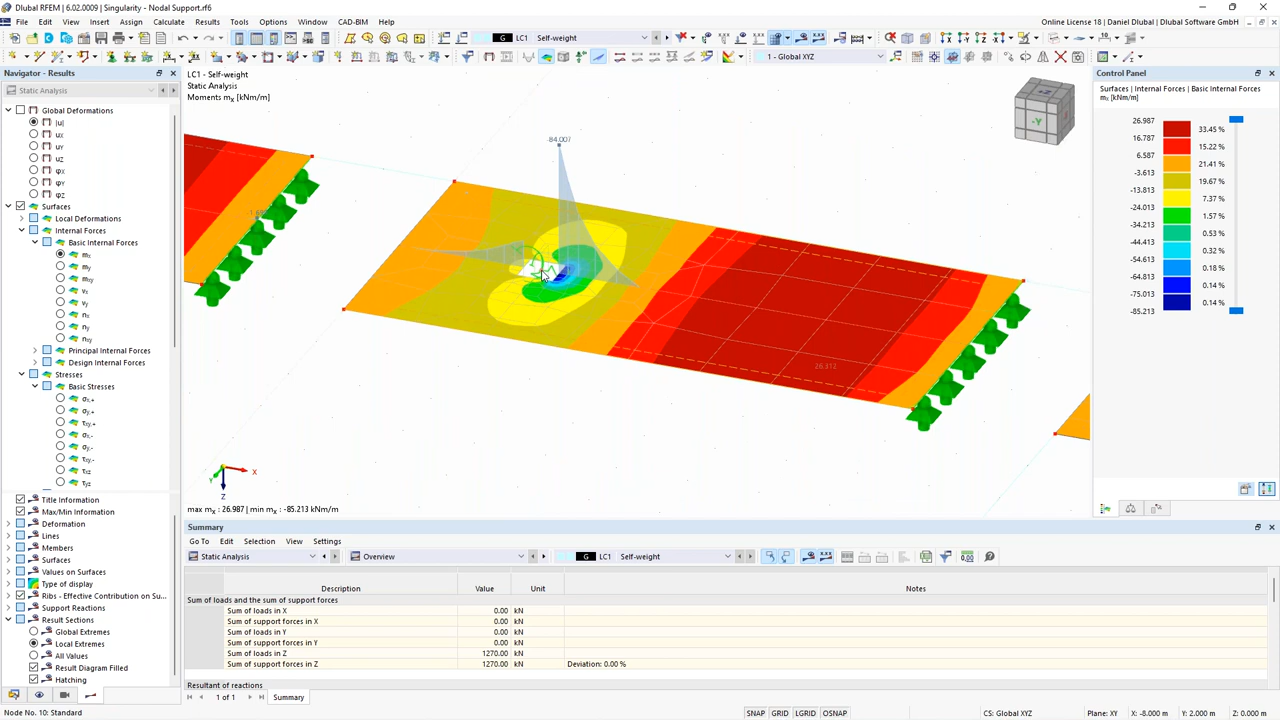 Dlubal RFEM | 6.02.0009 | Singularity - Nodal Support.rf6
File Edit View Insert Assign Calculate Results Tools Options Window CAD-BIM Help
Online License 18 | Daniel Dlubal | Dlubal Software GmbH
G LC1 Self-weight
1 - Global XYZ
Navigator - Results
Static Analysis
Global Deformations
|u|
uX
uY
uZ
φX
φY
φZ
Surfaces
Local Deformations
Internal Forces
Basic Internal Forces
mx
my
mxy
vx
vy
nx
ny
nxy
Principal Internal Forces
Design Internal Forces
Stresses
Basic Stresses
σx,+
σy,+
τxy,+
σx,-
σy,-
τxy,-
τxz
τyz
Title Information
Max/Min Information
Deformation
Lines
Members
Surfaces
Values on Surfaces
Type of display
Ribs - Effective Contribution on Su...
Support Reactions
Result Sections
Global Extremes
Local Extremes
All Values
Result Diagram Filled
Hatching
LC1 - Self-weight
Static Analysis
Moments mx [kNm/m]
-84.007
26.312
X
Y
Z
-Y
max mx : 26.987 | min mx : -85.213 kNm/m
Control Panel
Surfaces | Internal Forces | Basic Internal Forces
mx [kNm/m]
26.987
16.787
6.587
-3.613
-13.813
-24.013
-34.213
-44.413
-54.613
-64.813
-75.013
-85.213
33.45 %
15.22 %
21.41 %
19.67 %
7.37 %
1.57 %
0.53 %
0.32 %
0.18 %
0.14 %
0.14 %
Summary
Go To Edit Selection View Settings
Static Analysis Overview G LC1 Self-weight
Description Value Unit Notes
Sum of loads and the sum of support forces
Sum of loads in X 0.00 kN
Sum of support forces in X 0.00 kN
Sum of loads in Y 0.00 kN
Sum of support forces in Y 0.00 kN
Sum of loads in Z 1270.00 kN
Sum of support forces in Z 1270.00 kN Deviation: 0.00 %
Resultant of reactions
1 of 1 Summary
Node No. 10: Standard
SNAP GRID LGRID OSNAP CS: Global XYZ Plane: XY X: -8.000 m Y: 2.000 m Z: 0.000 m